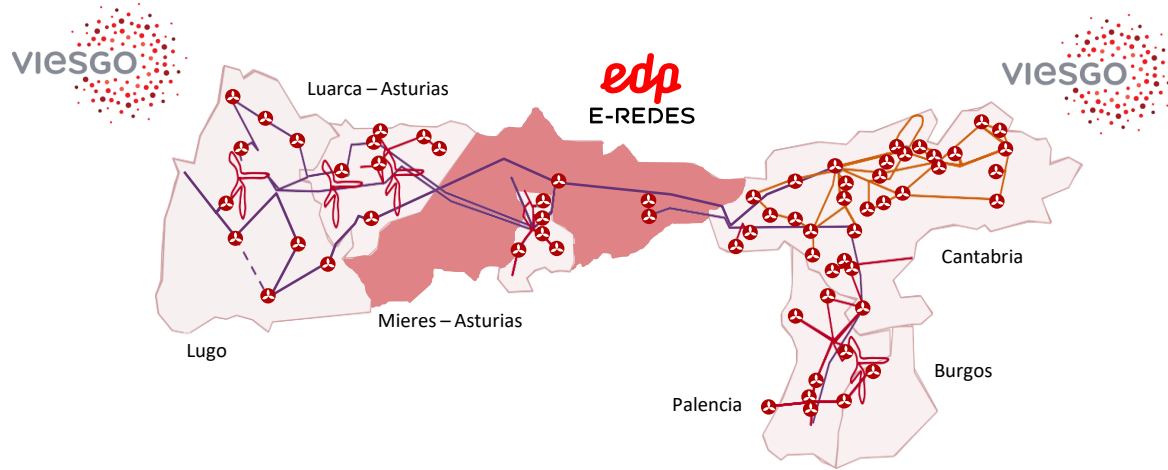 VIESGO
Luarca – Asturias
edp
E-REDES
VIESGO
Cantabria
Mieres – Asturias
Lugo
Burgos
Palencia